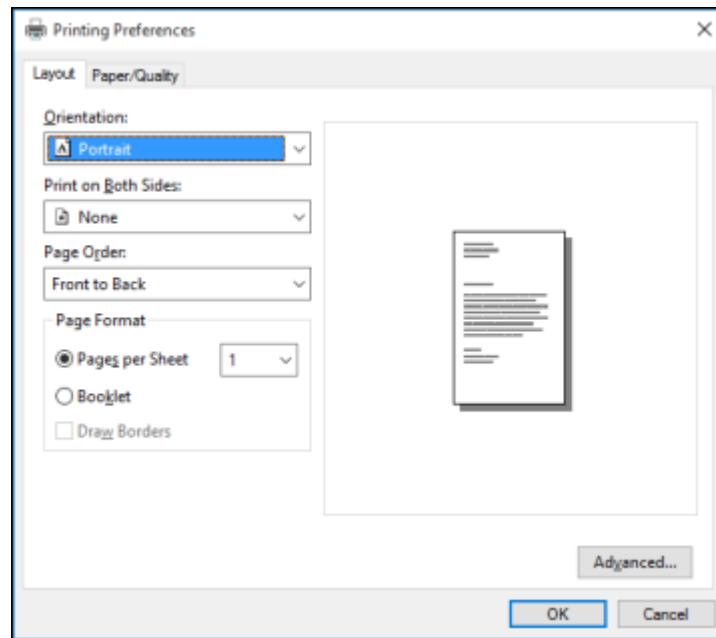 Printing Preferences
Layout Paper/Quality
Orientation:
Portrait
Print on Both Sides:
None
Page Order:
Front to Back
Page Format
Pages per Sheet 1
Booklet
Draw Borders
Advanced...
OK Cancel